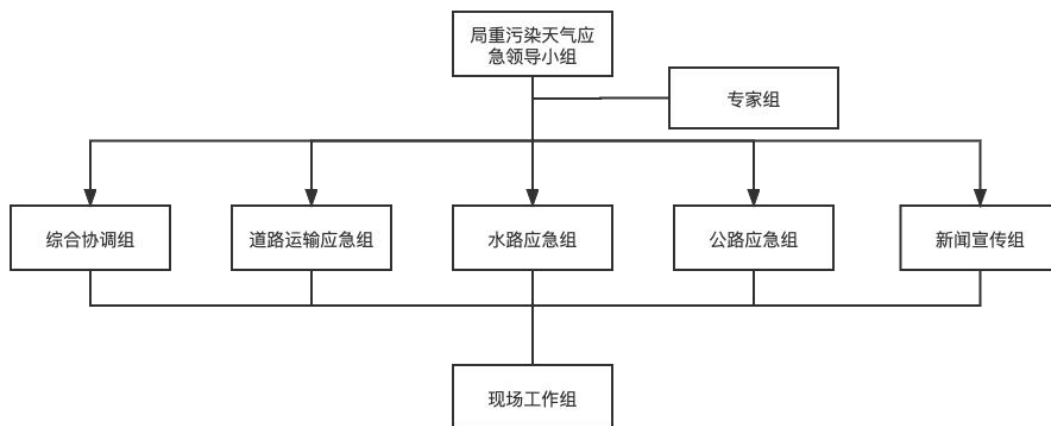 局重污染天气应
急领导小组
专家组
综合协调组
道路运输应急组
水路应急组
公路应急组
新闻宣传组
现场工作组